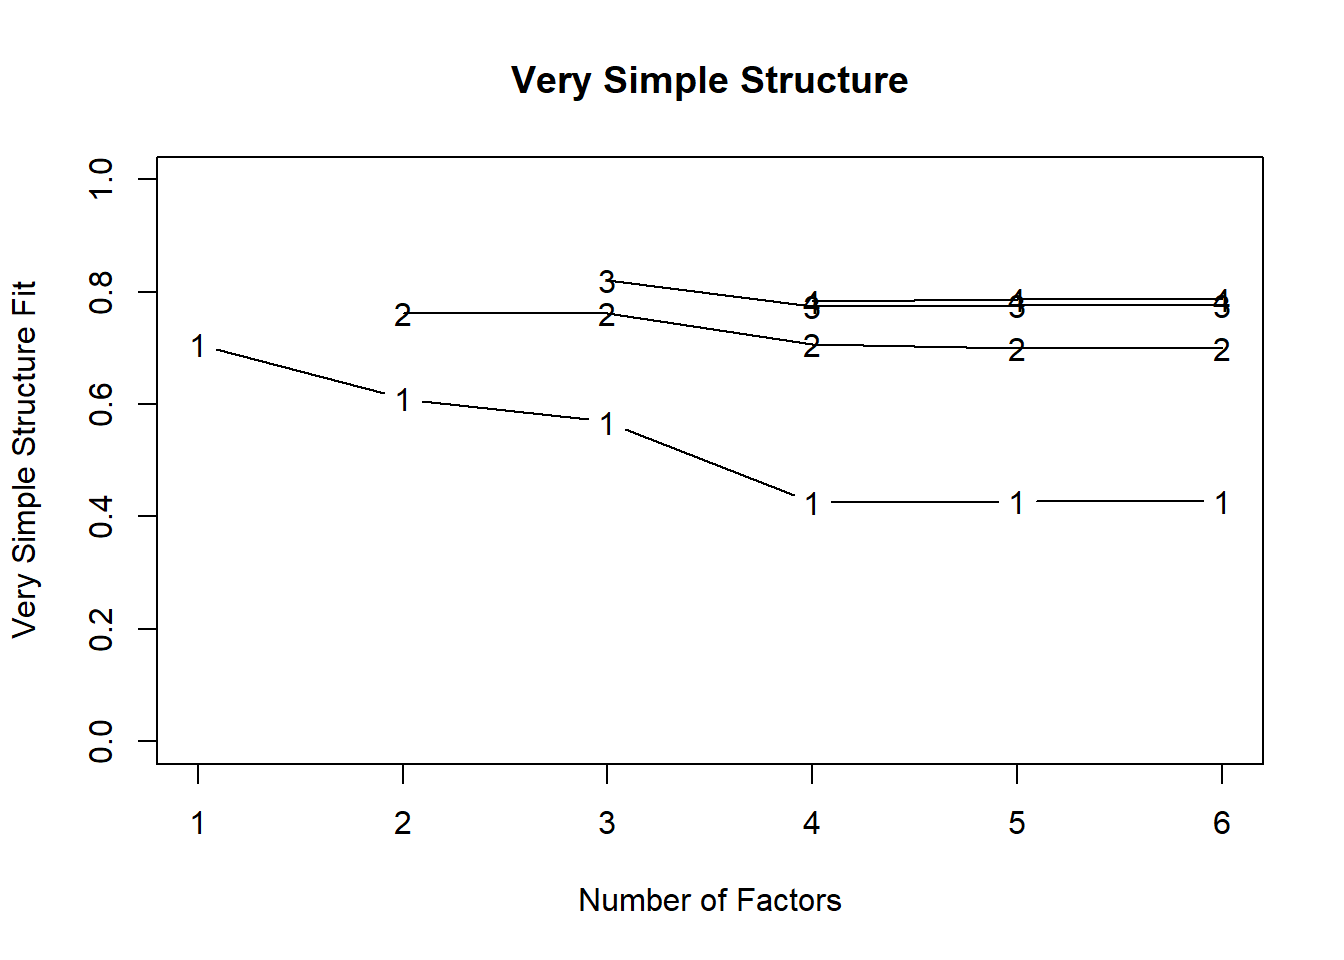 Very Simple Structure
Very Simple Structure Fit
1.0
0.8
0.6
0.4
0.2
0.0
3
4 4 4
3 3 3
2 2
2 2 2
1
1
1
1 1 1
1 2 3 4 5 6
Number of Factors